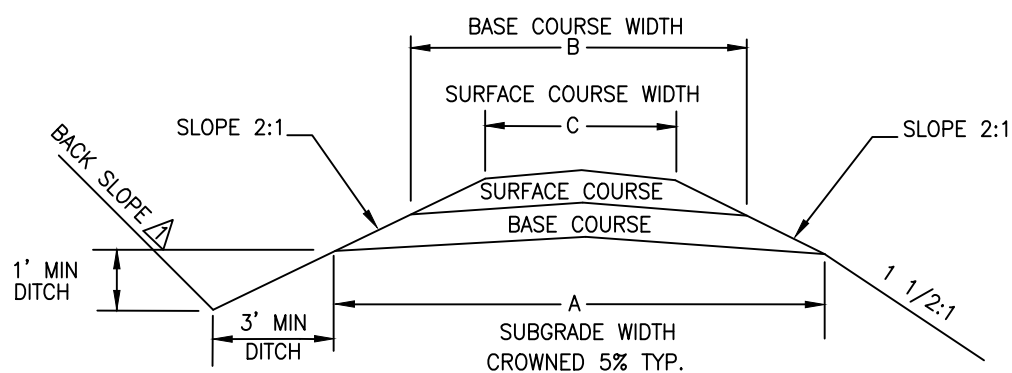 BASE COURSE WIDTH
B
SURFACE COURSE WIDTH
C
SLOPE 2:1
SLOPE 2:1
BACK SLOPE 1
SURFACE COURSE
BASE COURSE
1' MIN
DITCH
3' MIN
DITCH
A
SUBGRADE WIDTH
CROWNED 5% TYP.
1 1/2:1